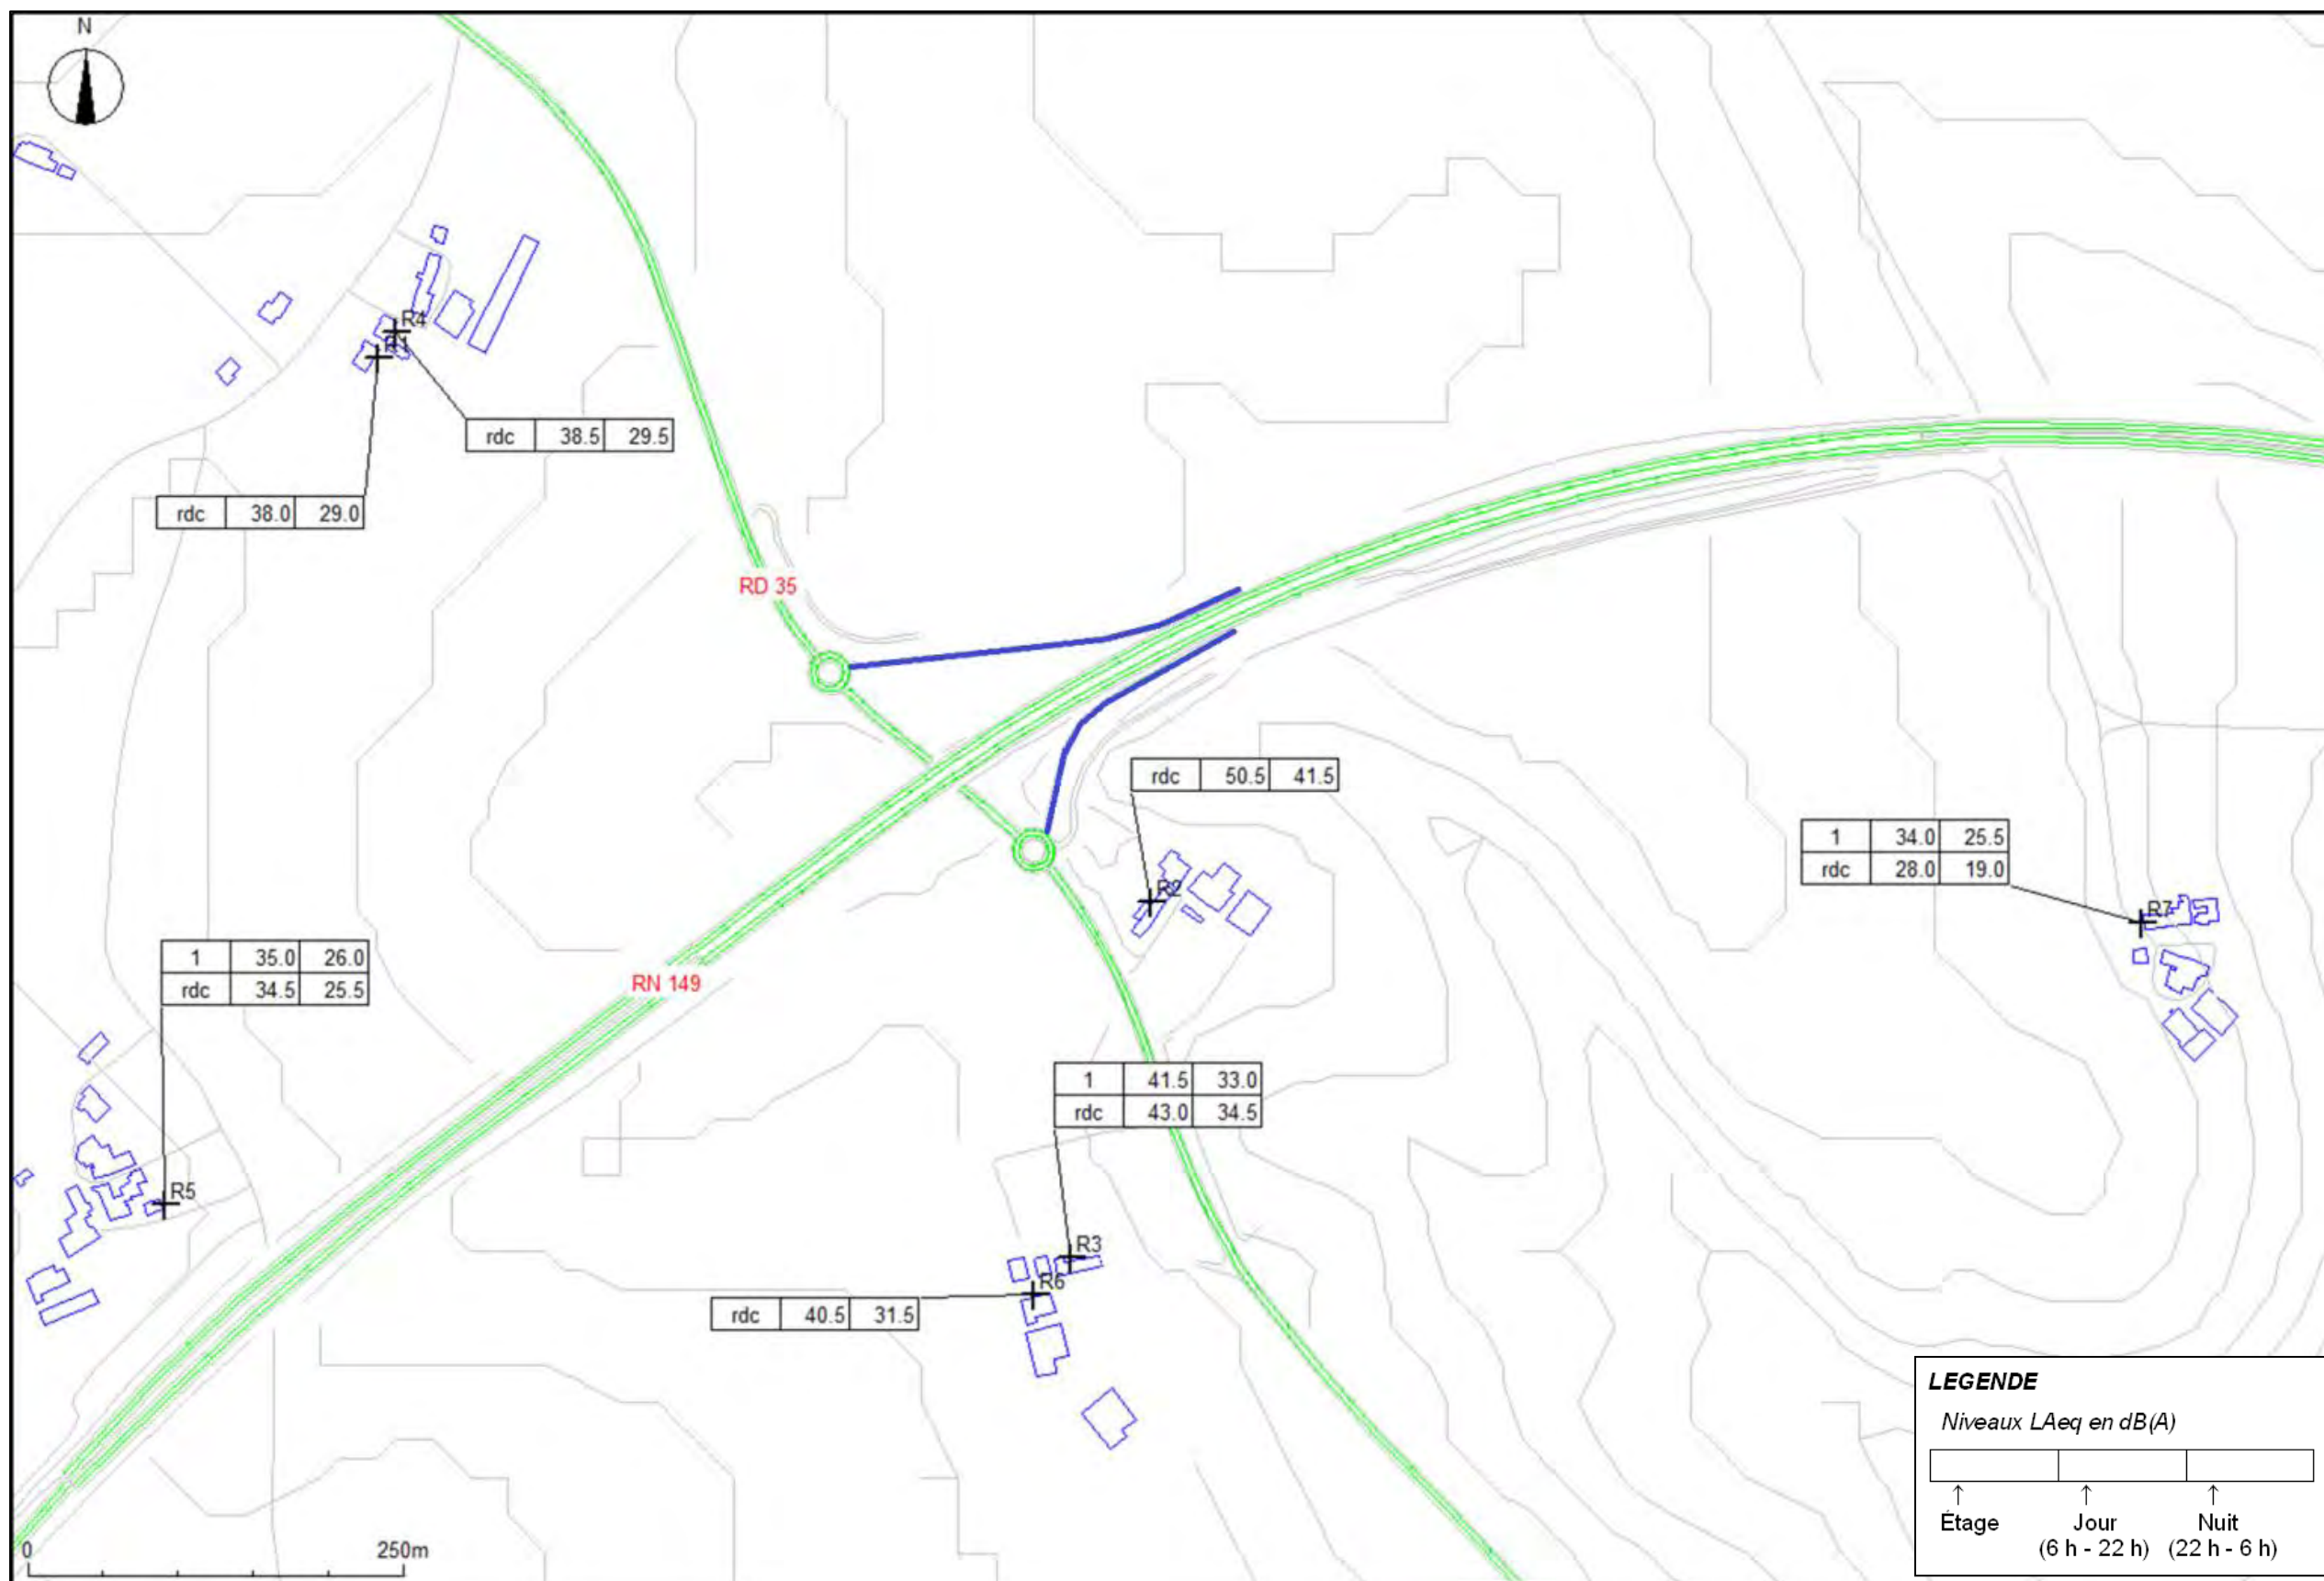 N
R4
rdc 38.5 29.5
rdc 38.0 29.0
RD 35
rdc 50.5 41.5
R2
1 34.0 25.5
rdc 28.0 19.0
R7
1 35.0 26.0
rdc 34.5 25.5
RN 149
R5
1 41.5 33.0
rdc 43.0 34.5
R3
R6
rdc 40.5 31.5
0 250m
LEGENDE
Niveaux LAeq en dB(A)
↑ ↑ ↑
Étage Jour Nuit
(6 h - 22 h) (22 h - 6 h)